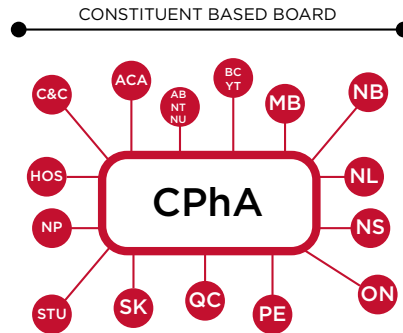 CONSTITUENT BASED BOARD
C&C
ACA
AB
NT
NU
BC
YT
MB
NB
HOS
CPhA
NL
NP
NS
STU
SK
QC
PE
ON